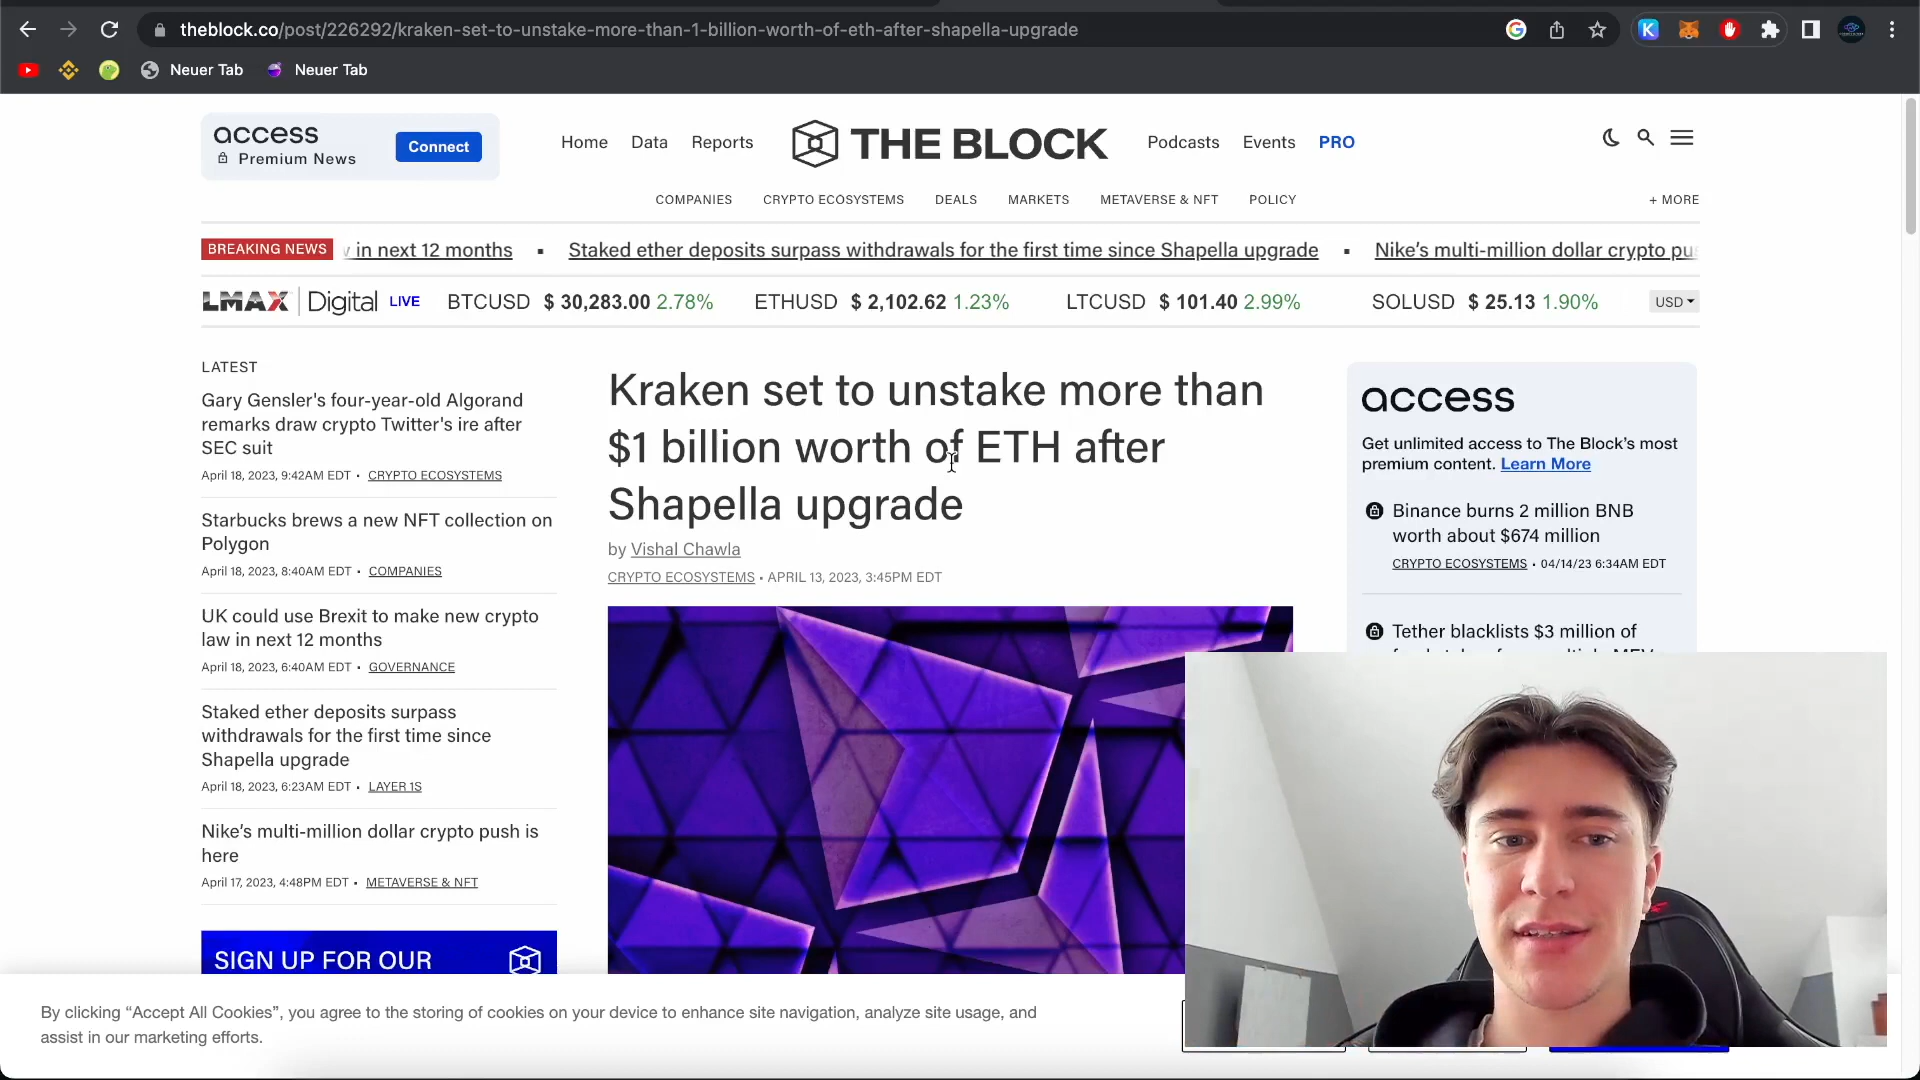 theblock.co/post/226292/kraken-set-to-unstake-more-than-1-billion-worth-of-eth-after-shapella-upgrade
Neuer Tab
Neuer Tab
access
Premium News
Connect
Home
Data
Reports
THE BLOCK
Podcasts
Events
PRO
COMPANIES
CRYPTO ECOSYSTEMS
DEALS
MARKETS
METAVERSE & NFT
POLICY
+ MORE
BREAKING NEWS
in next 12 months
▪ Staked ether deposits surpass withdrawals for the first time since Shapella upgrade
▪ Nike’s multi-million dollar crypto
LMAX Digital LIVE
BTCUSD $ 30,283.00 2.78%
ETHUSD $ 2,102.62 1.23%
LTCUSD $ 101.40 2.99%
SOLUSD $ 25.13 1.90%
USD
LATEST
Gary Gensler's four-year-old Algorand
remarks draw crypto Twitter's ire after
SEC suit
April 18, 2023, 9:42AM EDT • CRYPTO ECOSYSTEMS
Starbucks brews a new NFT collection on
Polygon
April 18, 2023, 8:40AM EDT • COMPANIES
UK could use Brexit to make new crypto
law in next 12 months
April 18, 2023, 6:40AM EDT • GOVERNANCE
Staked ether deposits surpass
withdrawals for the first time since
Shapella upgrade
April 18, 2023, 6:23AM EDT • LAYER 1S
Nike’s multi-million dollar crypto push is
here
April 17, 2023, 4:48PM EDT • METAVERSE & NFT
SIGN UP FOR OUR
Kraken set to unstake more than
$1 billion worth of ETH after
Shapella upgrade
by Vishal Chawla
CRYPTO ECOSYSTEMS • APRIL 13, 2023, 3:45PM EDT
access
Get unlimited access to The Block’s most
premium content. Learn More
Binance burns 2 million BNB
worth about $674 million
CRYPTO ECOSYSTEMS • 04/14/23 6:34AM EDT
Tether blacklists $3 million of
By clicking “Accept All Cookies”, you agree to the storing of cookies on your device to enhance site navigation, analyze site usage, and
assist in our marketing efforts.